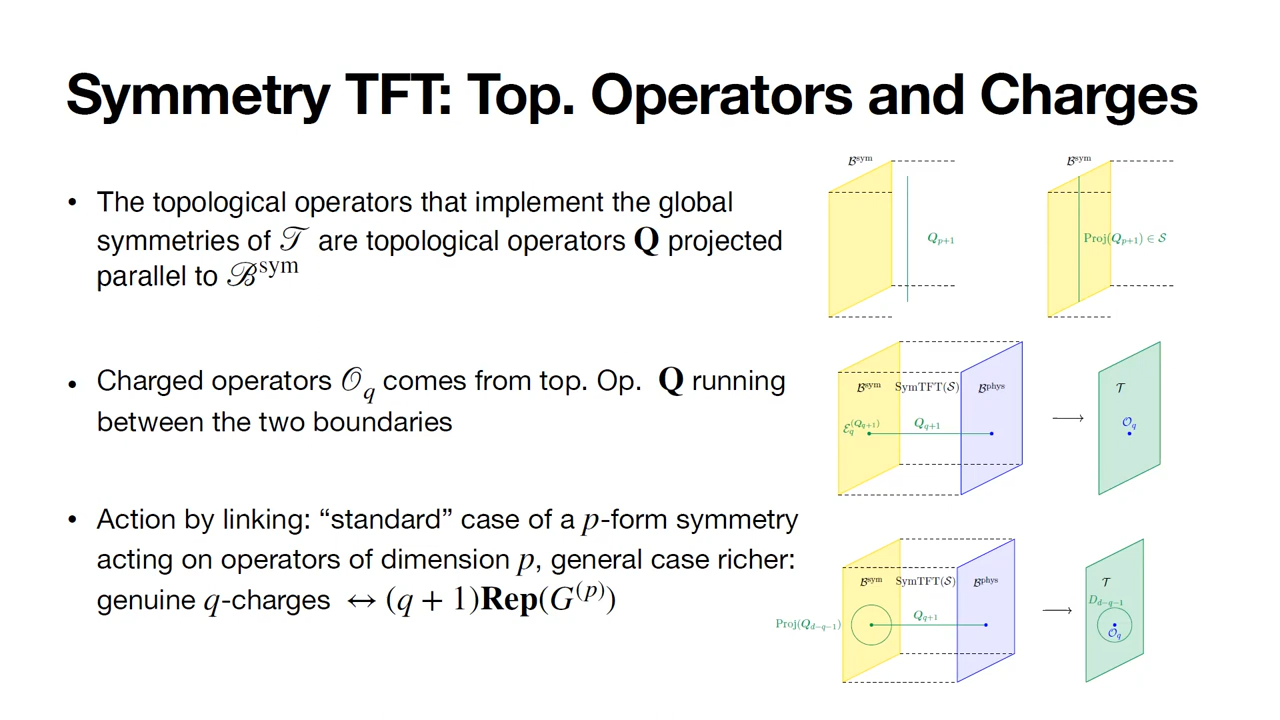 Symmetry TFT: Top. Operators and Charges
• The topological operators that implement the global
symmetries of 𝒯 are topological operators Q projected
parallel to ℬ^sym
• Charged operators 𝒪_q comes from top. Op. Q running
between the two boundaries
• Action by linking: “standard” case of a p-form symmetry
acting on operators of dimension p, general case richer:
genuine q-charges ↔ (q + 1)Rep(G^(p))
ℬ^sym
Q_{p+1}
ℬ^sym
Proj(Q_{p+1}) ∈ 𝒮
ℬ^sym SymTFT(𝒮) ℬ^phys
ℰ_q^{(Q_{q+1})} Q_{q+1}
𝒯
𝒪_q
ℬ^sym SymTFT(𝒮) ℬ^phys
Proj(Q_{d−q−1}) Q_{q+1}
𝒯
D_{d−q−1}
𝒪_q